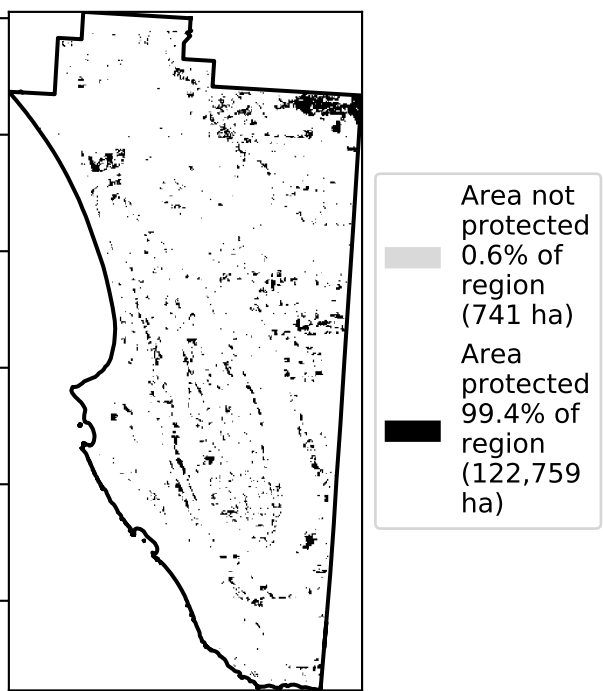 Area not
protected
0.6% of
region
(741 ha)
Area
protected
99.4% of
region
(122,759
ha)